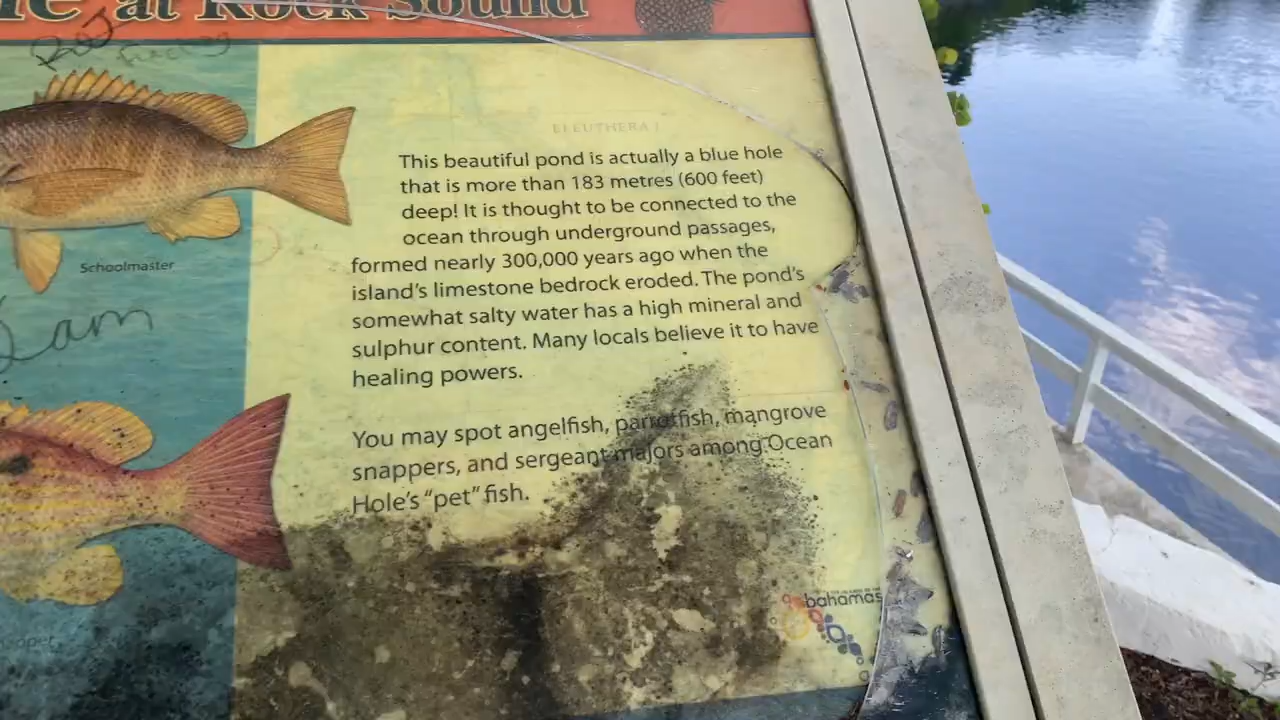 at Rock Sound
ELEUTHERA
This beautiful pond is actually a blue hole
that is more than 183 metres (600 feet)
deep! It is thought to be connected to the
ocean through underground passages,
formed nearly 300,000 years ago when the
island's limestone bedrock eroded. The pond's
somewhat salty water has a high mineral and
sulphur content. Many locals believe it to have
healing powers.
You may spot angelfish, parrotfish, mangrove
snappers, and sergeant majors among Ocean
Hole's "pet" fish.
Schoolmaster
bahamas